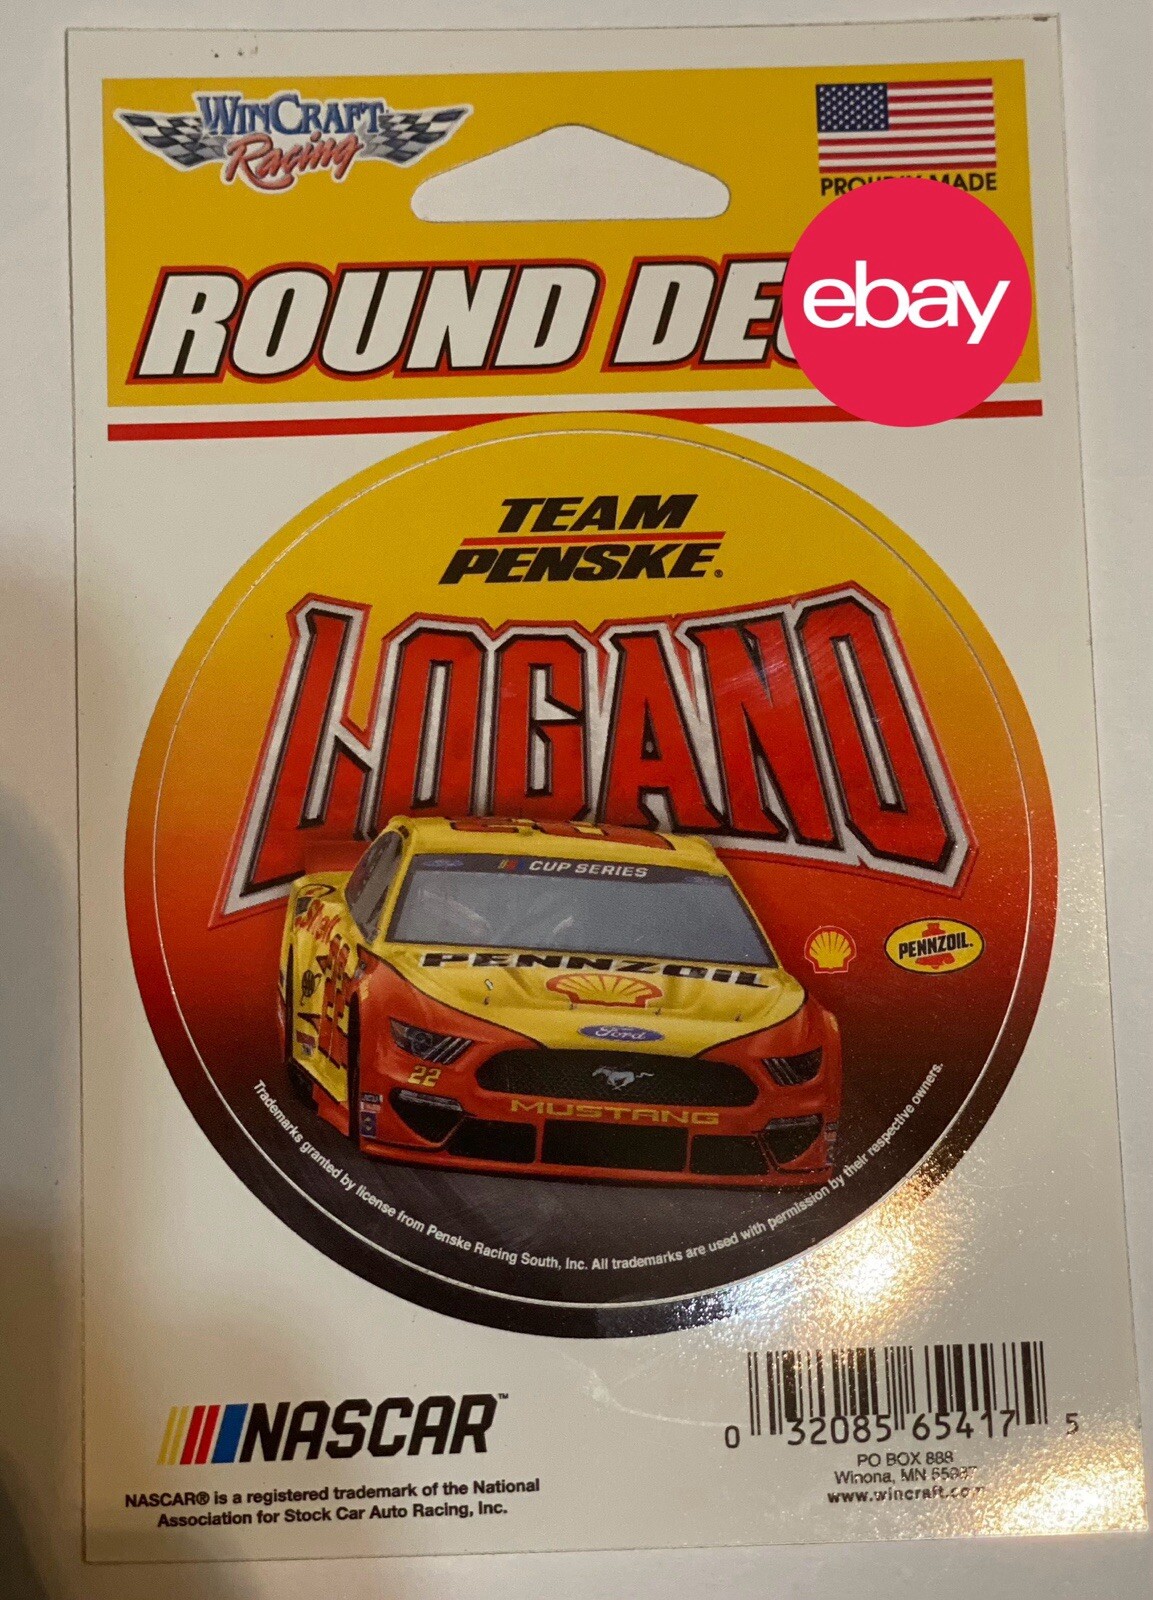 WINCRAFT
Racing
MADE
ROUND
ebay
TEAM
PENSKE®
LOGANO
CUP SERIES
PENNZOIL
PENNZOIL®
Ford
22
MUSTANG
Trademarks granted by license from Penske Racing South, Inc. All trademarks are used with permission by their respective owners.
NASCAR™
NASCAR® is a registered trademark of the National
Association for Stock Car Auto Racing, Inc.
0 32085 65417 5
PO BOX 888
Winona, MN
www.wincraft.com